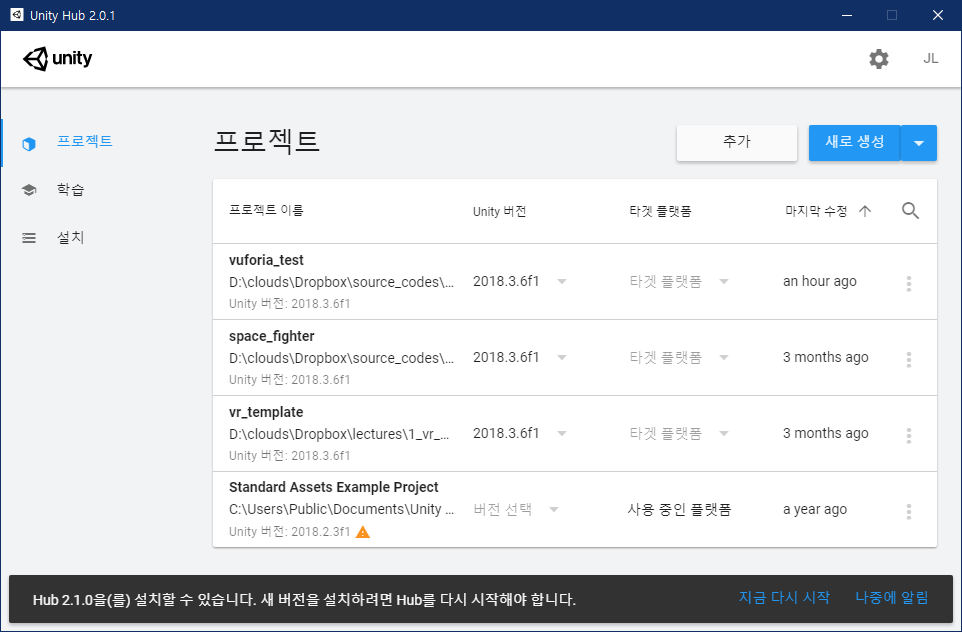 Unity Hub 2.0.1
unity
JL
프로젝트
학습
설치
프로젝트
추가
새로 생성
프로젝트 이름 Unity 버전 타겟 플랫폼 마지막 수정
vuforia_test
D:\clouds\Dropbox\source_codes\... 2018.3.6f1 타겟 플랫폼 an hour ago
Unity 버전: 2018.3.6f1
space_fighter
D:\clouds\Dropbox\source_codes\... 2018.3.6f1 타겟 플랫폼 3 months ago
Unity 버전: 2018.3.6f1
vr_template
D:\clouds\Dropbox\lectures\1_vr_... 2018.3.6f1 타겟 플랫폼 3 months ago
Unity 버전: 2018.3.6f1
Standard Assets Example Project
C:\Users\Public\Documents\Unity ... 버전 선택 사용 중인 플랫폼 a year ago
Unity 버전: 2018.2.3f1
Hub 2.1.0을(를) 설치할 수 있습니다. 새 버전을 설치하려면 Hub를 다시 시작해야 합니다. 지금 다시 시작 나중에 알림